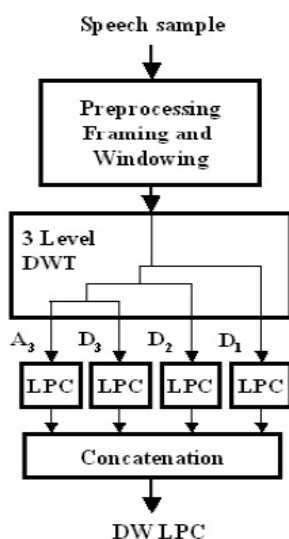 Speech sample
Preprocessing
Framing and
Windowing
3 Level
DWT
A3 D3 D2 D1
LPC LPC LPC LPC
Concatenation
DW LPC